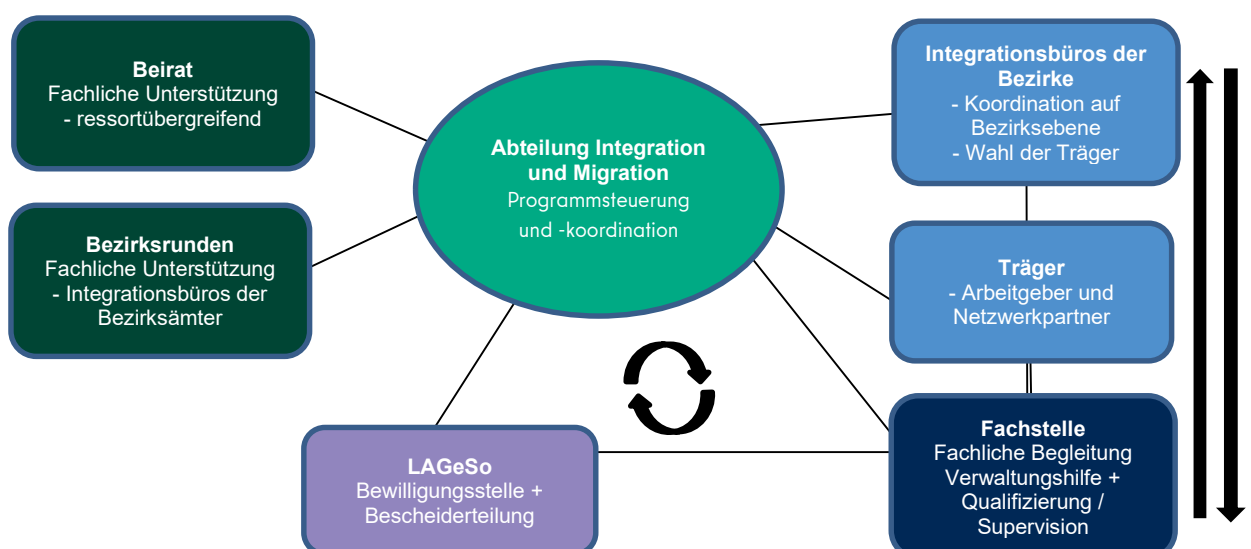 Beirat
Fachliche Unterstützung
- ressortübergreifend
Bezirksrunden
Fachliche Unterstützung
- Integrationsbüros der
Bezirksämter
Abteilung Integration
und Migration
Programmsteuerung
und -koordination
Integrationsbüros der
Bezirke
- Koordination auf
Bezirksebene
- Wahl der Träger
Träger
- Arbeitgeber und
Netzwerkpartner
LAGeSo
Bewilligungsstelle +
Bescheiderteilung
Fachstelle
Fachliche Begleitung
Verwaltungshilfe +
Qualifizierung /
Supervision